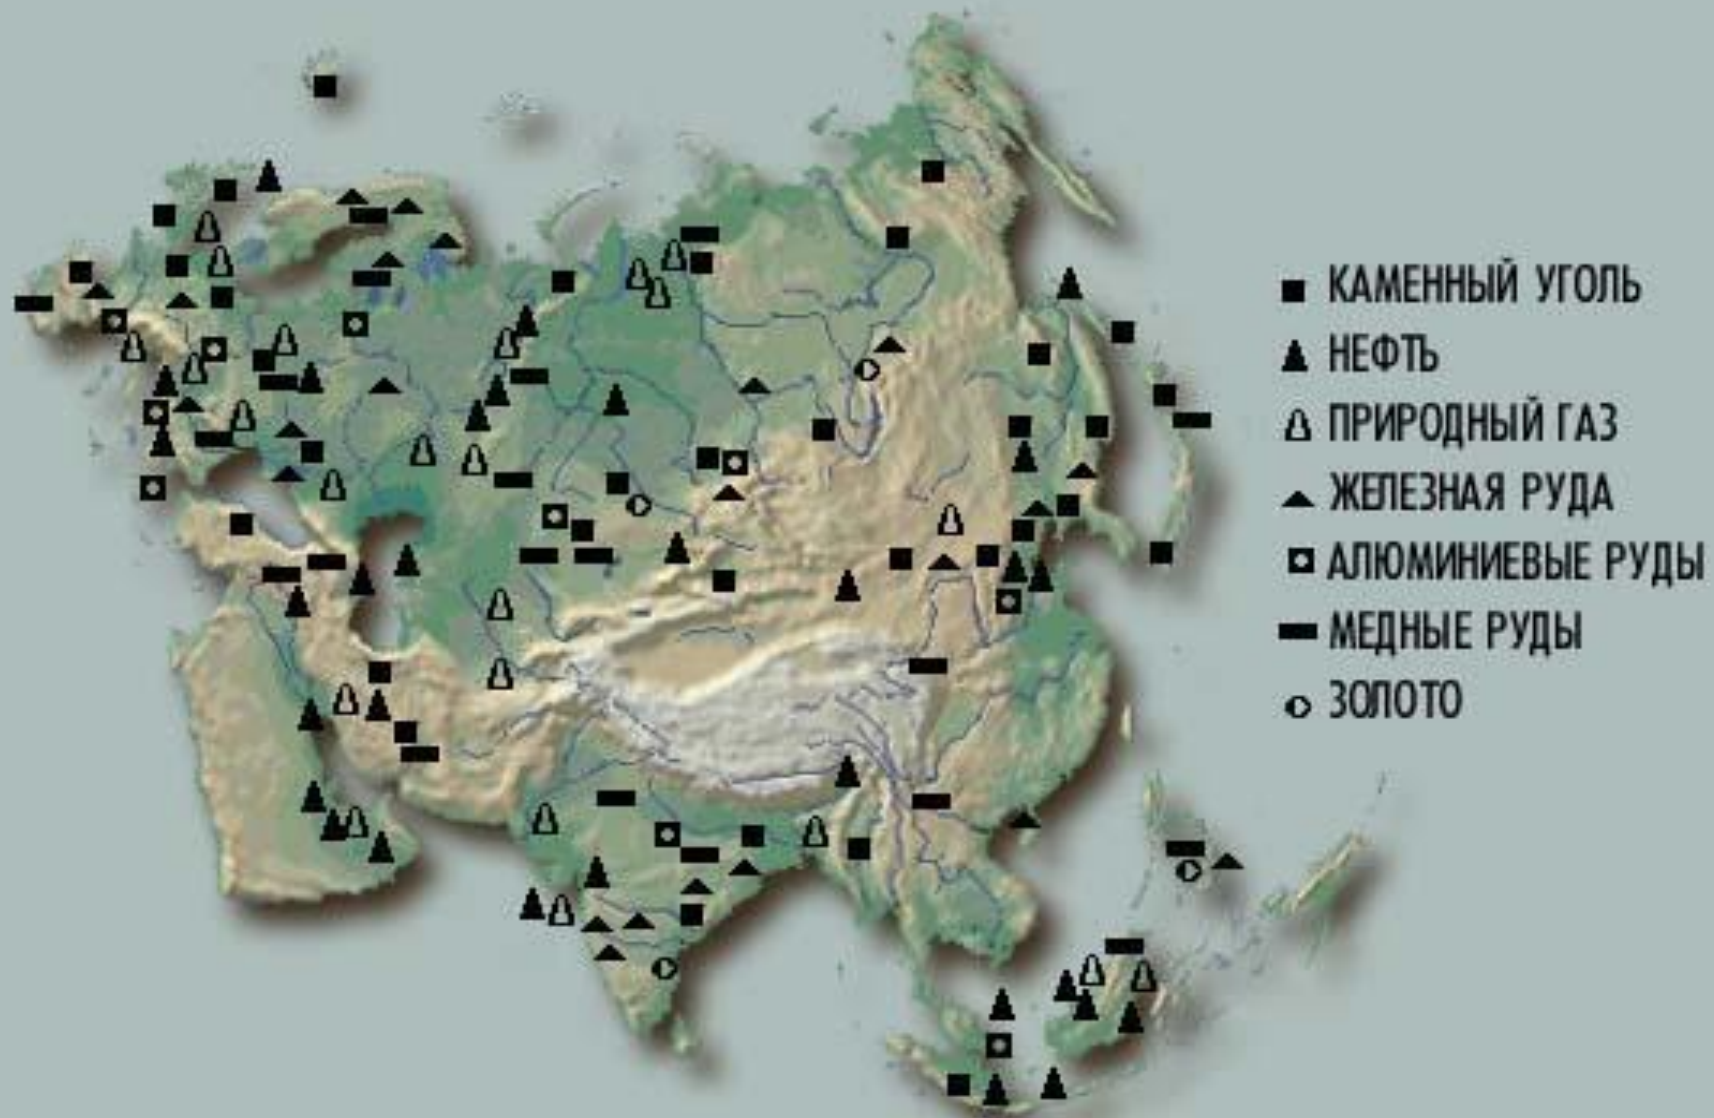 КАМЕННЫЙ УГОЛЬ
НЕФТЬ
ПРИРОДНЫЙ ГАЗ
ЖЕЛЕЗНАЯ РУДА
АЛЮМИНИЕВЫЕ РУДЫ
МЕДНЫЕ РУДЫ
ЗОЛОТО